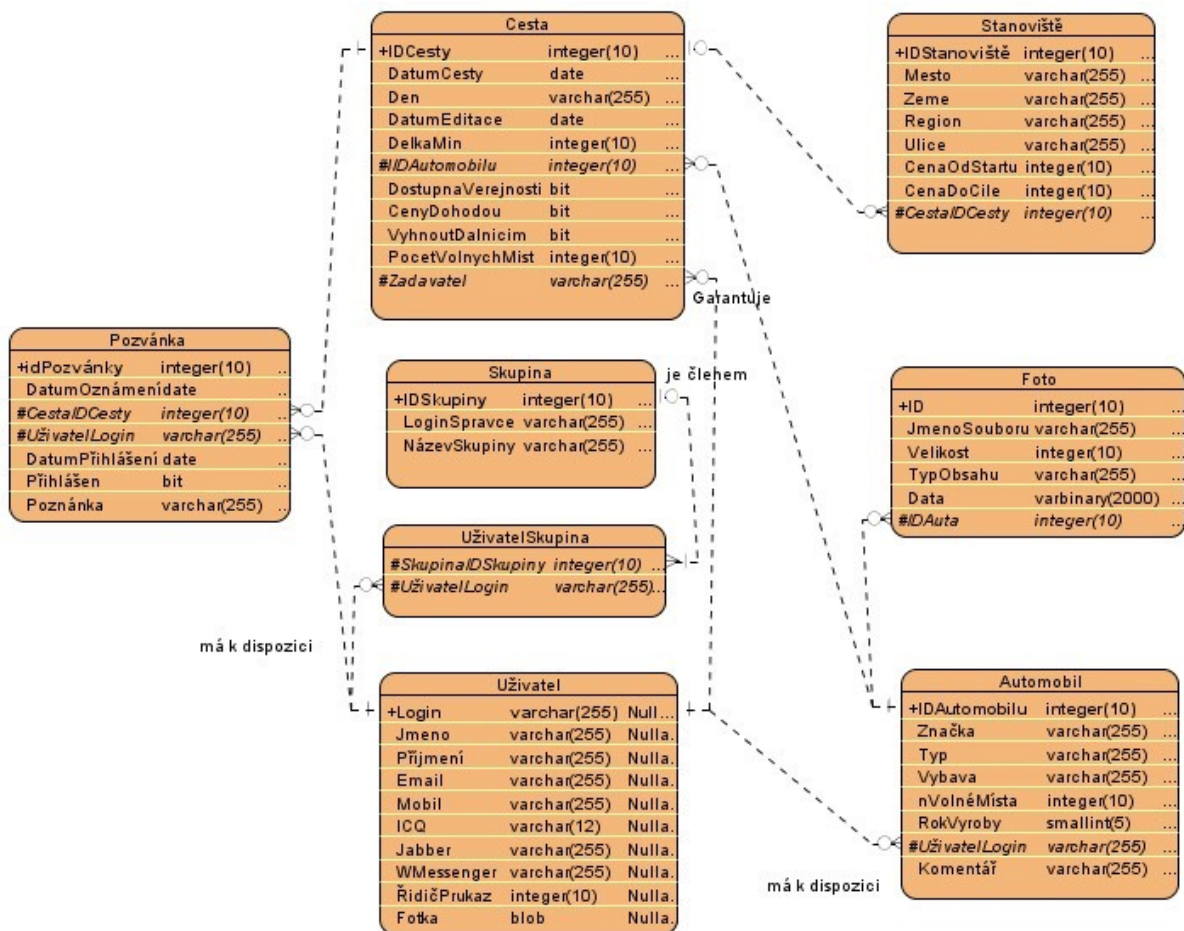 Cesta
+IDCesty integer(10) ...
DatumCesty date ...
Den varchar(255) ...
DatumEditace date ...
DelkaMin integer(10) ...
#IIDAutomobilu integer(10) ...
DostupnaVerejnosti bit ...
CenyDohodou bit ...
VyhnoutDalnicim bit ...
PocetVolnychMist integer(10) ...
#Zadavatel varchar(255) ...
Stanoviště
+IDStanoviště integer(10) ...
Mesto varchar(255) ...
Zeme varchar(255) ...
Region varchar(255) ...
Ulice varchar(255) ...
CenaOdStartu integer(10) ...
CenaDoCile integer(10) ...
#CestaIDCesty integer(10) ...
Garantuje
Pozvánka
+idPozvánky integer(10) ..
DatumOznámení date ..
#CestaIDCesty integer(10) ..
#UživatelLogin varchar(255) ..
DatumPřihlášení date ..
Přihlášen bit ..
Poznánka varchar(255) ..
Skupina
+IDSkupiny integer(10) ...
LoginSpravce varchar(255) ...
NázevSkupiny varchar(255) ...
je člehem
Foto
+ID integer(10) ...
JmenoSouboru varchar(255) ...
Velikost integer(10) ...
TypObsahu varchar(255) ...
Data varbinary(2000) ...
#IDAuta integer(10) ...
UživatelSkupina
#SkupinaIDSkupiny integer(10) ...
#UživatelLogin varchar(255)...
má k dispozici
Uživatel
+Login varchar(255) Null...
Jmeno varchar(255) Nulla.
Příjmení varchar(255) Nulla.
Email varchar(255) Nulla.
Mobil varchar(255) Nulla.
ICQ varchar(12) Nulla.
Jabber varchar(255) Nulla.
WMessenger varchar(255) Nulla.
ŘidičPrukaz integer(10) Nulla.
Fotka blob Nulla.
Automobil
+IDAutomobilu integer(10) ...
Značka varchar(255) ...
Typ varchar(255) ...
Vybava varchar(255) ...
nVolnéMísta integer(10) ...
RokVyroby smallint(5) ...
#UživatelLogin varchar(255) ...
Komentář varchar(255) ...
má k dispozici